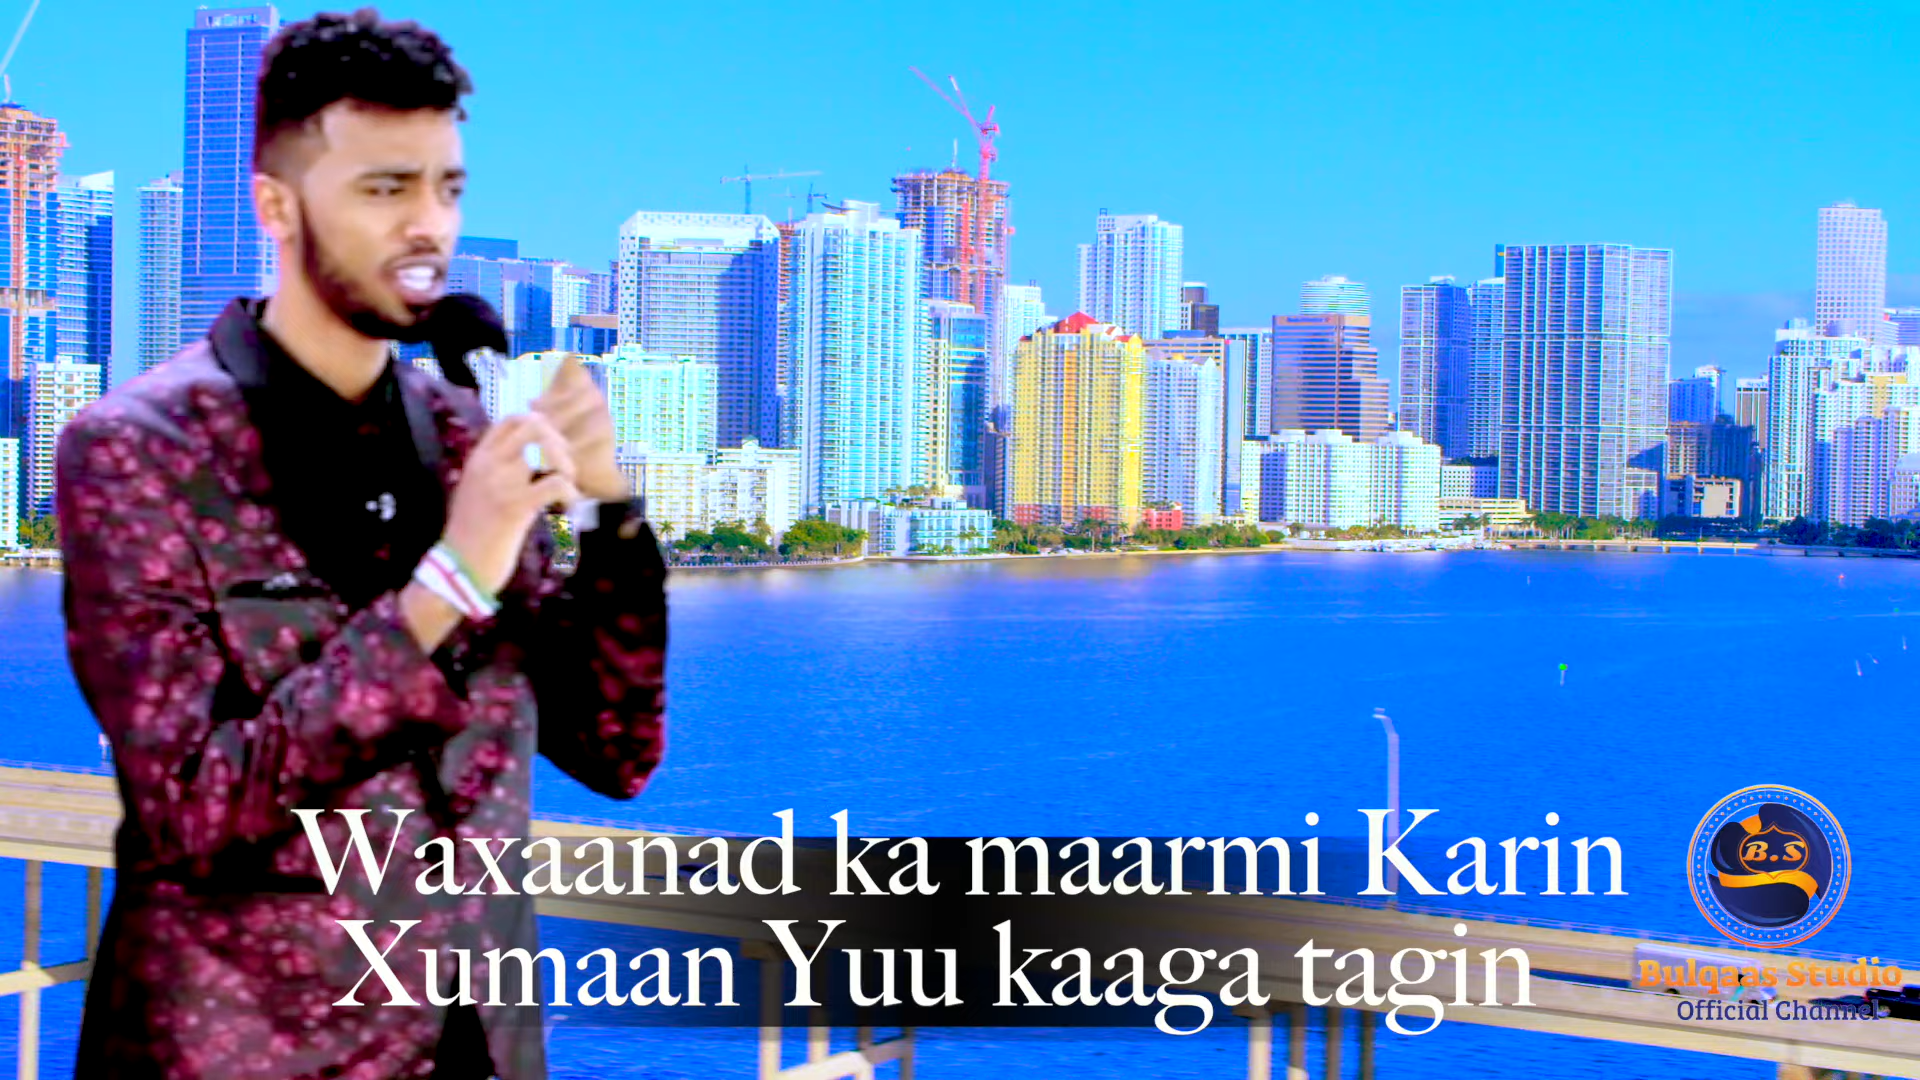 Waxaanad ka maarmi Karin
Xumaan Yuu kaaga tagin
B.S
Bulqaas Studio
Official Channel